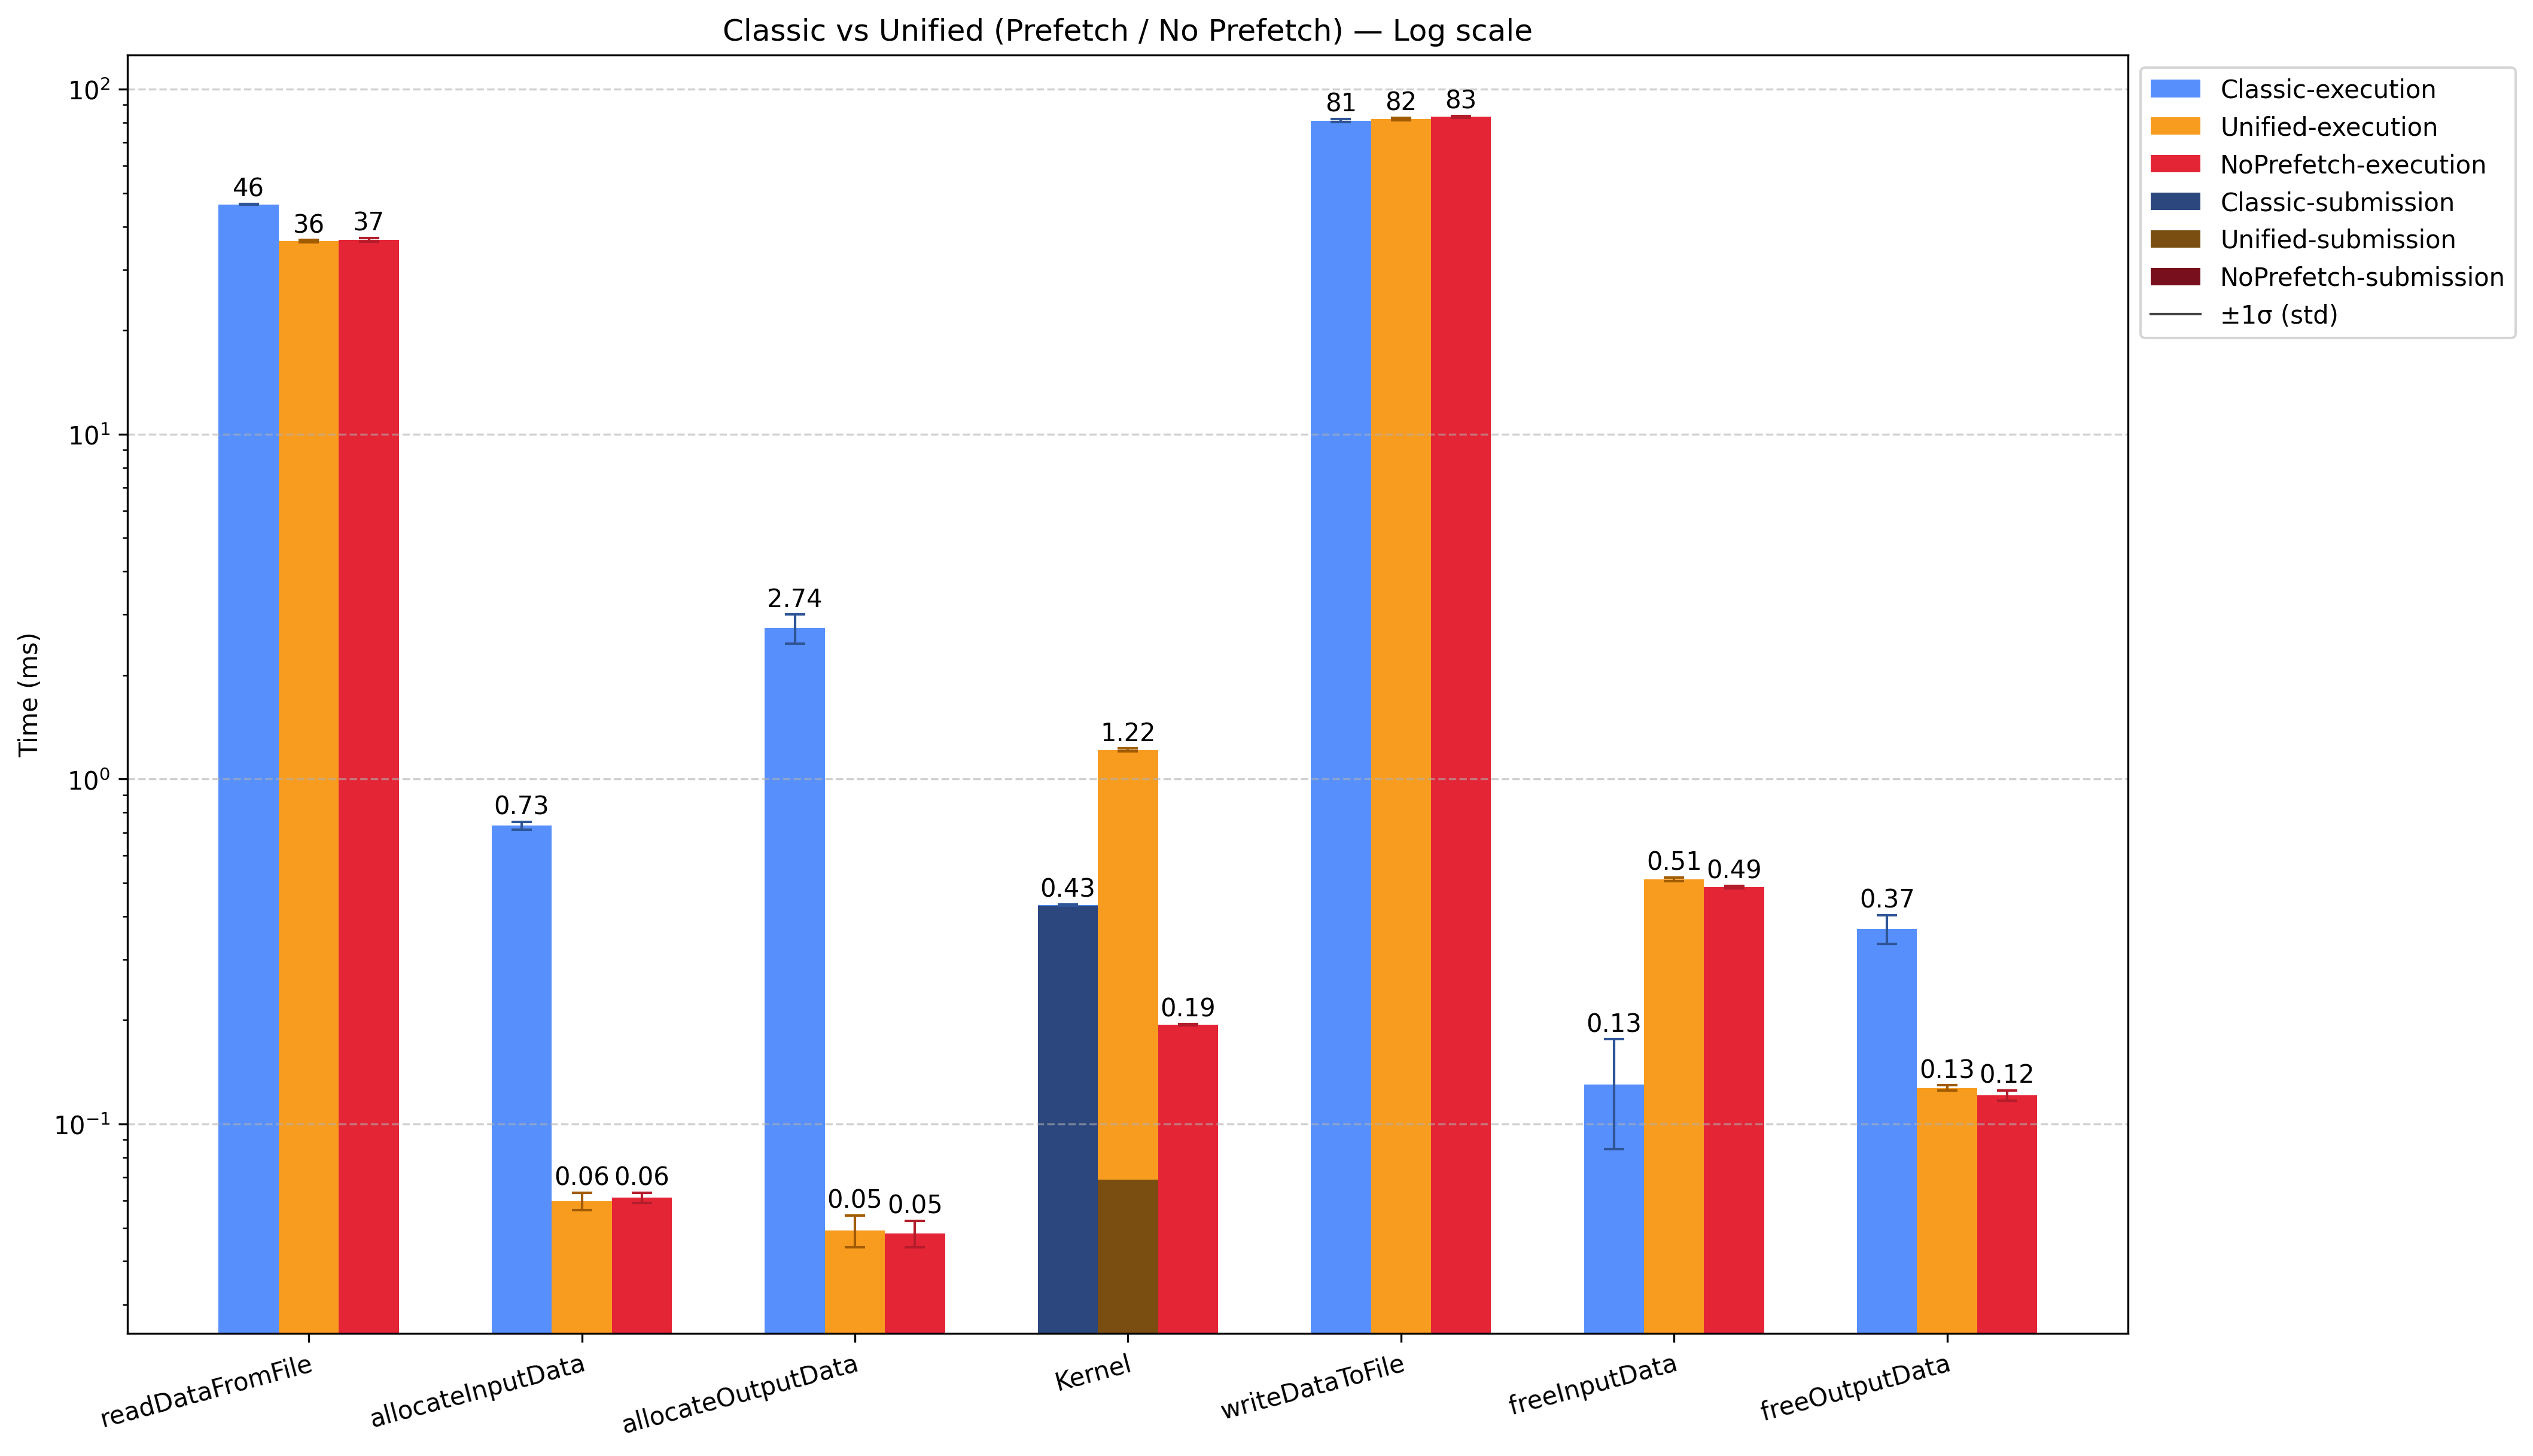 Classic vs Unified (Prefetch / No Prefetch) — Log scale
Time (ms)
10²
10¹
10⁰
10⁻¹
46
36
37
0.73
0.06
0.06
2.74
0.05
0.05
0.43
1.22
0.19
81
82
83
0.13
0.51
0.49
0.37
0.13
0.12
readDataFromFile
allocateInputData
allocateOutputData
Kernel
writeDataToFile
freeInputData
freeOutputData
Classic-execution
Unified-execution
NoPrefetch-execution
Classic-submission
Unified-submission
NoPrefetch-submission
±1σ (std)